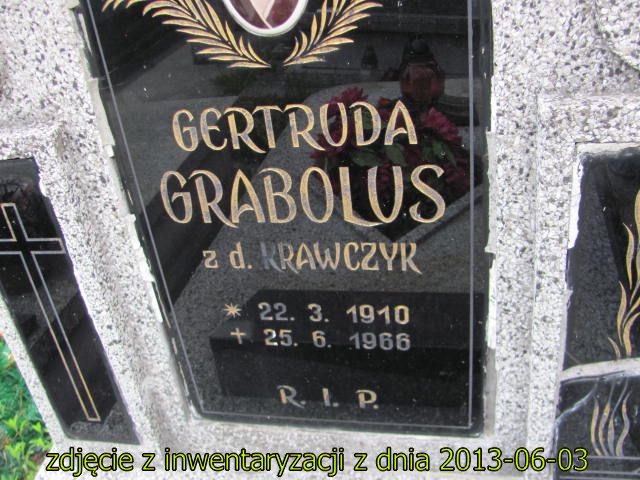 GERTRUDA
GRABOLUS
z d. KRAWCZYK
* 22. 3. 1910
+ 25. 6. 1966
R. I. P.
zdjęcie z inwentaryzacji z dnia 2013-06-03